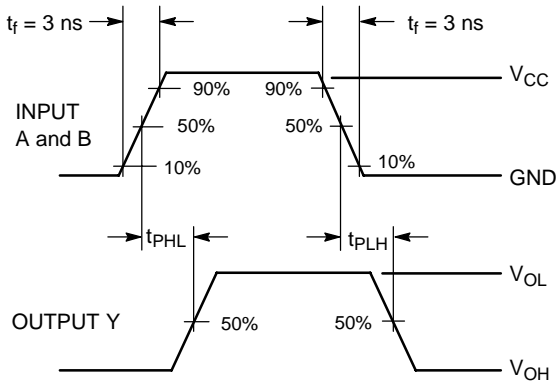 tf = 3 ns
tf = 3 ns
VCC
90%
90%
INPUT
A and B
50%
50%
10%
10%
GND
tPHL
tPLH
VOL
OUTPUT Y
50%
50%
VOH